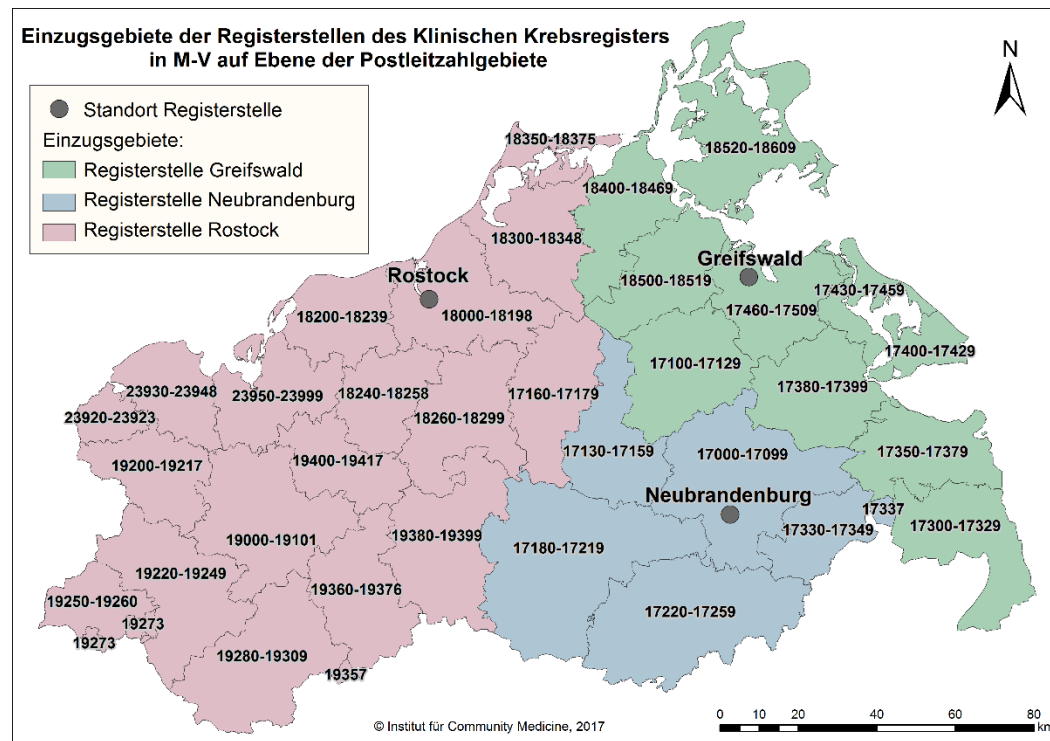 Einzugsgebiete der Registerstellen des Klinischen Krebsregisters
in M-V auf Ebene der Postleitzahlgebiete
N
Standort Registerstelle
Einzugsgebiete:
Registerstelle Greifswald
Registerstelle Neubrandenburg
Registerstelle Rostock
18350-18375
18520-18609
18400-18469
18300-18348
Greifswald
Rostock
18500-18519
17430-17459
17460-17509
18200-18239
18000-18198
17400-17429
17100-17129
17380-17399
23930-23948
23950-23999
18240-18258
17160-17179
23920-23923
18260-18299
17130-17159
17000-17099
17350-17379
19200-19217
19400-19417
Neubrandenburg
17337
17300-17329
17330-17349
19000-19101
19380-19399
17180-17219
19220-19249
19360-19376
19250-19260
17220-17259
19273
19273
19280-19309
19357
© Institut für Community Medicine, 2017
0 5 10 20 40 60 80
km